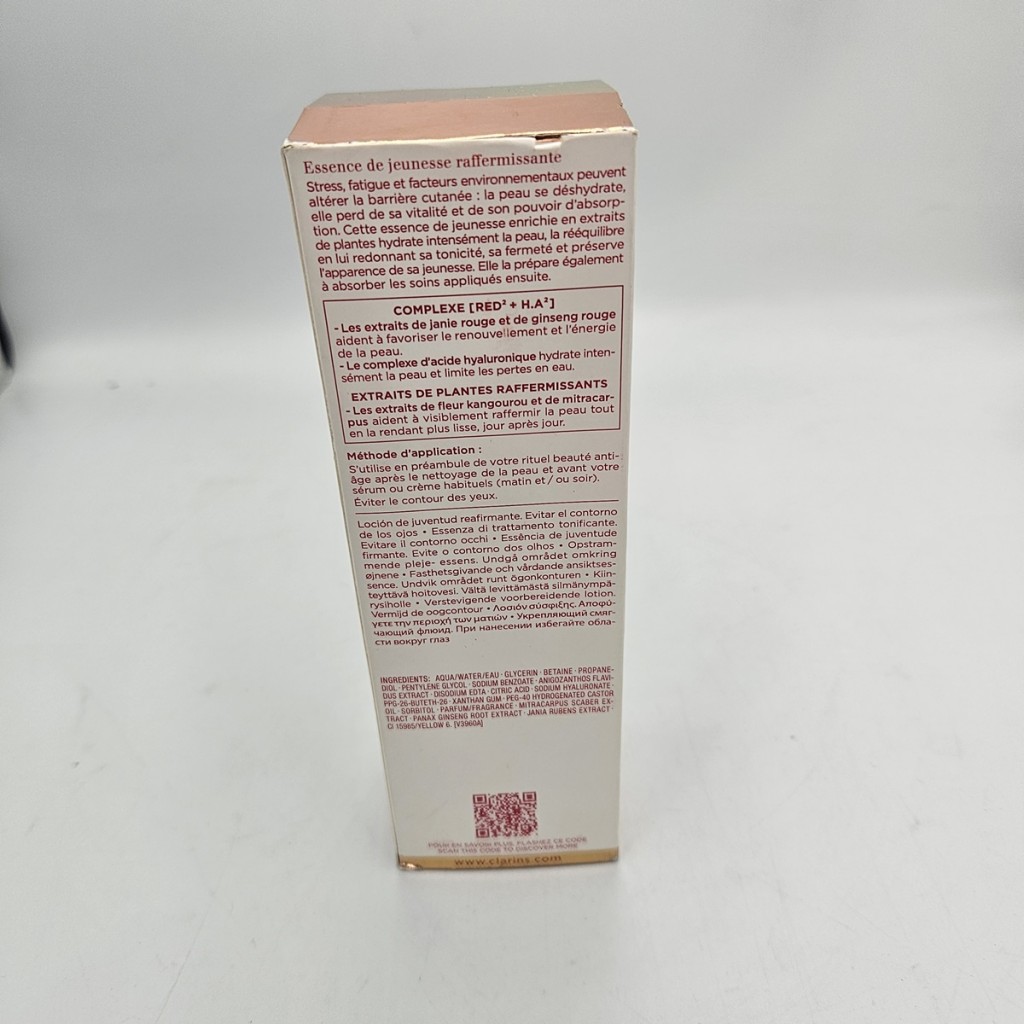 Essence de jeunesse raffermissante
Stress, fatigue et facteurs environnementaux peuvent
altérer la barrière cutanée : la peau se déshydrate,
elle perd de sa vitalité et de son pouvoir d'absorp-
tion. Cette essence de jeunesse enrichie en extraits
de plantes hydrate intensément la peau, la rééquilibre
en lui redonnant sa tonicité, sa fermeté et préserve
l'apparence de sa jeunesse. Elle la prépare également
à absorber les soins appliqués ensuite.
COMPLEXE [RED² + H.A²]
- Les extraits de janie rouge et de ginseng rouge
aident à favoriser le renouvellement et l'énergie
de la peau.
- Le complexe d'acide hyaluronique hydrate inten-
sément la peau et limite les pertes en eau.
EXTRAITS DE PLANTES RAFFERMISSANTS
- Les extraits de fleur kangourou et de mitracar-
pus aident à visiblement raffermir la peau tout
en la rendant plus lisse, jour après jour.
Méthode d'application :
S'utilise en préambule de votre rituel beauté anti-
âge après le nettoyage de la peau et avant votre
sérum ou crème habituels (matin et / ou soir).
Éviter le contour des yeux.
Loción de juventud reafirmante. Evitar el contorno
de los ojos • Essenza di trattamento tonificante.
Evitare il contorno occhi • Essência de juventude
firmante. Evite o contorno dos olhos • Opstram-
mende pleje- essens. Undgå området omkring
øjnene • Fasthetsgivande och vårdande ansiktses-
sence. Undvik området runt ögonkonturen • Kiin-
teyttävä hoitovesi. Vältä levittämästä silmänympä-
rysiholle • Verstevigende voorbereidende lotion.
Vermijd de oogcontour • Λοσιόν σύσφιξης. Αποφύ-
γετε την περιοχή των ματιών • Укрепляющий смяг-
чающий флюид. При нанесении избегайте обла-
сти вокруг глаз
INGREDIENTS: AQUA/WATER/EAU · GLYCERIN · BETAINE · PROPANE-
DIOL · PENTYLENE GLYCOL · SODIUM BENZOATE · ANIGOZANTHOS FLAVI-
DUS EXTRACT · DISODIUM EDTA · CITRIC ACID · SODIUM HYALURONATE ·
PPG-26-BUTETH-26 · XANTHAN GUM · PEG-40 HYDROGENATED CASTOR
OIL · SORBITOL · PARFUM/FRAGRANCE · MITRACARPUS SCABER EX-
TRACT · PANAX GINSENG ROOT EXTRACT · JANIA RUBENS EXTRACT ·
CI 15985/YELLOW 6. [V3960A]
POUR EN SAVOIR PLUS, FLASHEZ CE CODE
SCAN THIS CODE TO DISCOVER MORE
www.clarins.com